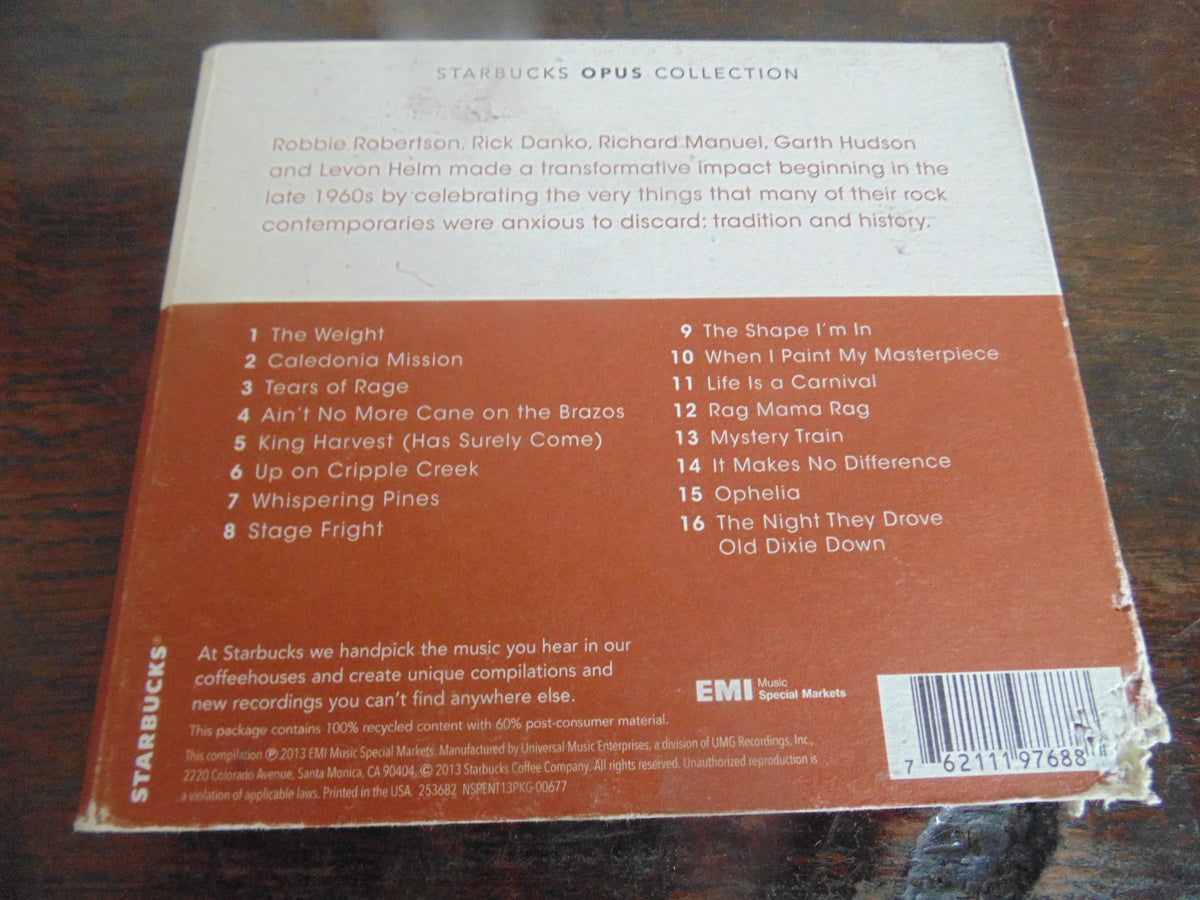 STARBUCKS OPUS COLLECTION
Robbie Robertson, Rick Danko, Richard Manuel, Garth Hudson
and Levon Helm made a transformative impact beginning in the
late 1960s by celebrating the very things that many of their rock
contemporaries were anxious to discard: tradition and history.
1 The Weight
2 Caledonia Mission
3 Tears of Rage
4 Ain't No More Cane on the Brazos
5 King Harvest (Has Surely Come)
6 Up on Cripple Creek
7 Whispering Pines
8 Stage Fright
9 The Shape I'm In
10 When I Paint My Masterpiece
11 Life Is a Carnival
12 Rag Mama Rag
13 Mystery Train
14 It Makes No Difference
15 Ophelia
16 The Night They Drove
Old Dixie Down
STARBUCKS®
At Starbucks we handpick the music you hear in our
coffeehouses and create unique compilations and
new recordings you can't find anywhere else.
This package contains 100% recycled content with 60% post-consumer material.
This compilation ℗ 2013 EMI Music Special Markets. Manufactured by Universal Music Enterprises, a division of UMG Recordings, Inc.,
2220 Colorado Avenue, Santa Monica, CA 90404. © 2013 Starbucks Coffee Company. All rights reserved. Unauthorized reproduction is
a violation of applicable laws. Printed in the USA. 253682 NSPENT13PKG-00677
EMI Music
Special Markets
7 62111 97688